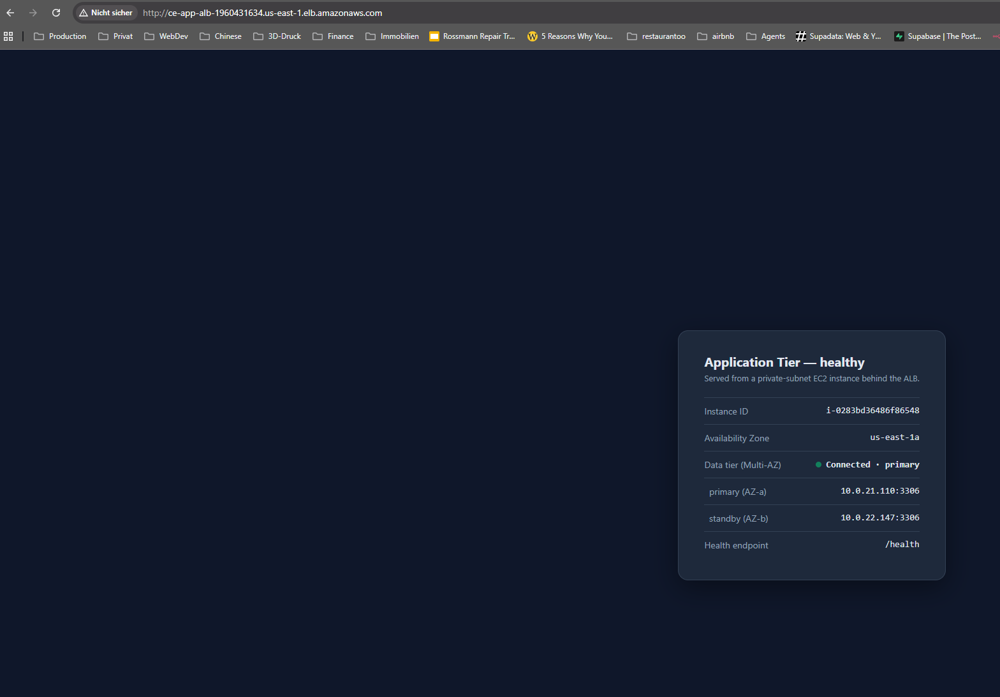 Nicht sicher http://ce-app-alb-1960431634.us-east-1.elb.amazonaws.com
Production Privat WebDev Chinese 3D-Druck Finance Immobilien Rossmann Repair Tr... 5 Reasons Why You... restaurantoo airbnb Agents Supadata: Web & Y... Supabase | The Post...
Application Tier — healthy
Served from a private-subnet EC2 instance behind the ALB.
Instance ID i-0283bd36486f86548
Availability Zone us-east-1a
Data tier (Multi-AZ) Connected · primary
primary (AZ-a) 10.0.21.110:3306
standby (AZ-b) 10.0.22.147:3306
Health endpoint /health